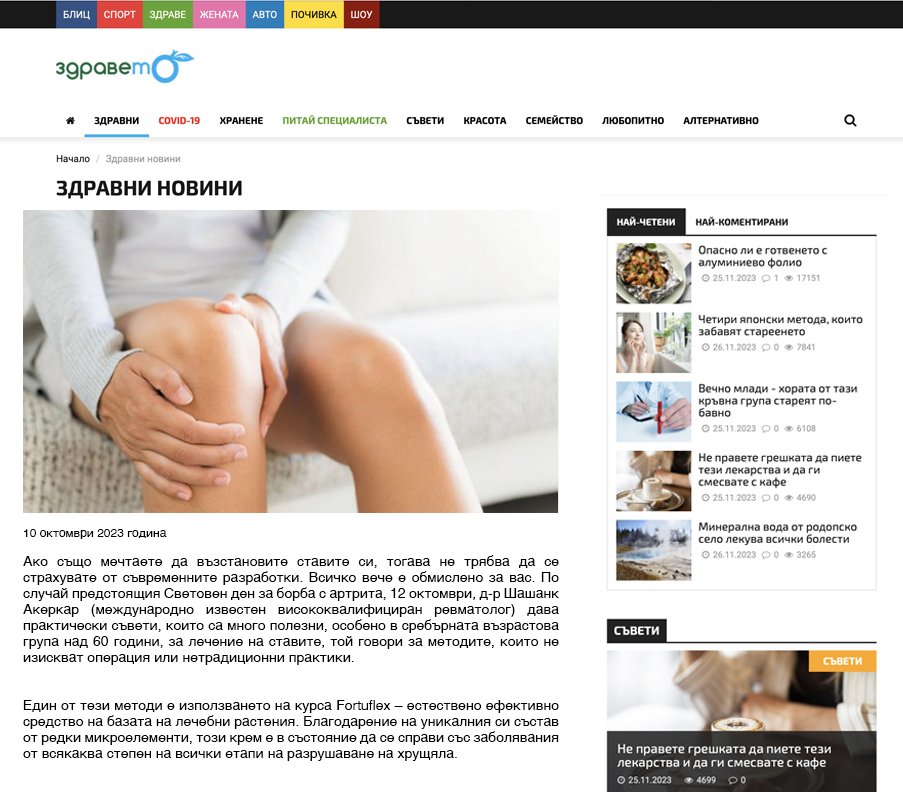 БЛИЦ СПОРТ ЗДРАВЕ ЖЕНАТА АВТО ПОЧИВКА ШОУ
здравето
ЗДРАВНИ COVID-19 ХРАНЕНЕ ПИТАЙ СПЕЦИАЛИСТА СЪВЕТИ КРАСОТА СЕМЕЙСТВО ЛЮБОПИТНО АЛТЕРНАТИВНО
Начало / Здравни новини
ЗДРАВНИ НОВИНИ
10 октомври 2023 година
Ако също мечтаете да възстановите ставите си, тогава не трябва да се
страхувате от съвременните разработки. Всичко вече е обмислено за вас. По
случай предстоящия Световен ден за борба с артрита, 12 октомври, д-р Шашанк
Акеркар (международно известен висококвалифициран ревматолог) дава
практически съвети, които са много полезни, особено в сребърната възрастова
група над 60 години, за лечение на ставите, той говори за методите, които не
изискват операция или нетрадиционни практики.
Един от тези методи е използването на курса Fortuflex – естествено ефективно
средство на базата на лечебни растения. Благодарение на уникалния си състав
от редки микроелементи, този крем е в състояние да се справи със заболявания
от всякаква степен на всички етапи на разрушаване на хрущяла.
НАЙ-ЧЕТЕНИ НАЙ-КОМЕНТИРАНИ
Опасно ли е готвенето с
алуминиево фолио
25.11.2023 1 17151
Четири японски метода, които
забавят стареенето
26.11.2023 0 7841
Вечно млади - хората от тази
кръвна група стареят по-
бавно
25.11.2023 0 6108
Не правете грешката да пиете
тези лекарства и да ги
смесвате с кафе
25.11.2023 0 4690
Минерална вода от родопско
село лекува всички болести
26.11.2023 0 3265
СЪВЕТИ
СЪВЕТИ
Не правете грешката да пиете тези
лекарства и да ги смесвате с кафе
25.11.2023 4699 0